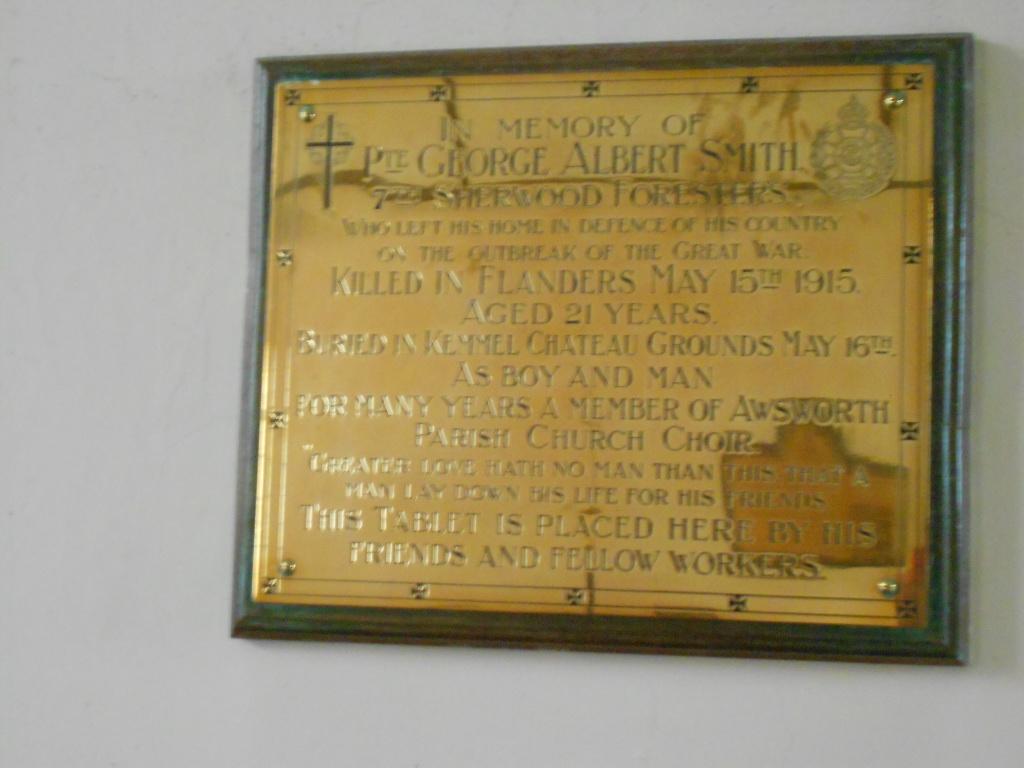 IN MEMORY OF
PTE GEORGE ALBERT SMITH.
7TH SHERWOOD FORESTERS.
WHO LEFT HIS HOME IN DEFENCE OF HIS COUNTRY
ON THE OUTBREAK OF THE GREAT WAR.
KILLED IN FLANDERS MAY 15TH 1915.
AGED 21 YEARS.
BURIED IN KEMMEL CHATEAU GROUNDS MAY 16TH.
AS BOY AND MAN
FOR MANY YEARS A MEMBER OF AWSWORTH
PARISH CHURCH CHOIR.
"GREATER LOVE HATH NO MAN THAN THIS, THAT A
MAN LAY DOWN HIS LIFE FOR HIS FRIENDS."
THIS TABLET IS PLACED HERE BY HIS
FRIENDS AND FELLOW WORKERS.